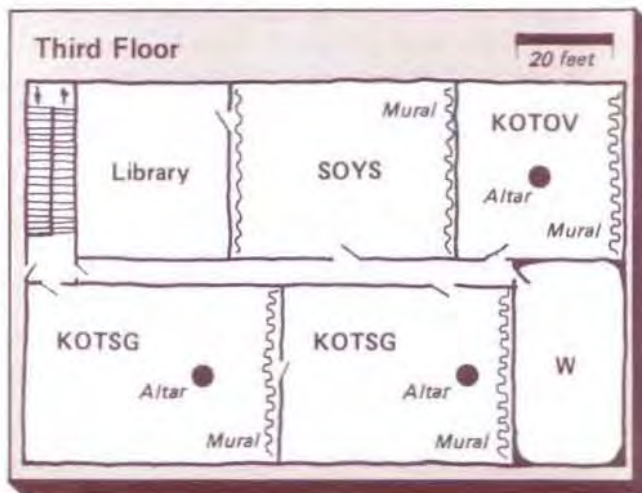 Third Floor
20 feet
Mural
KOTOV
Library
SOYS
Altar
Mural
KOTSG
KOTSG
W
Altar
Altar
Mural
Mural